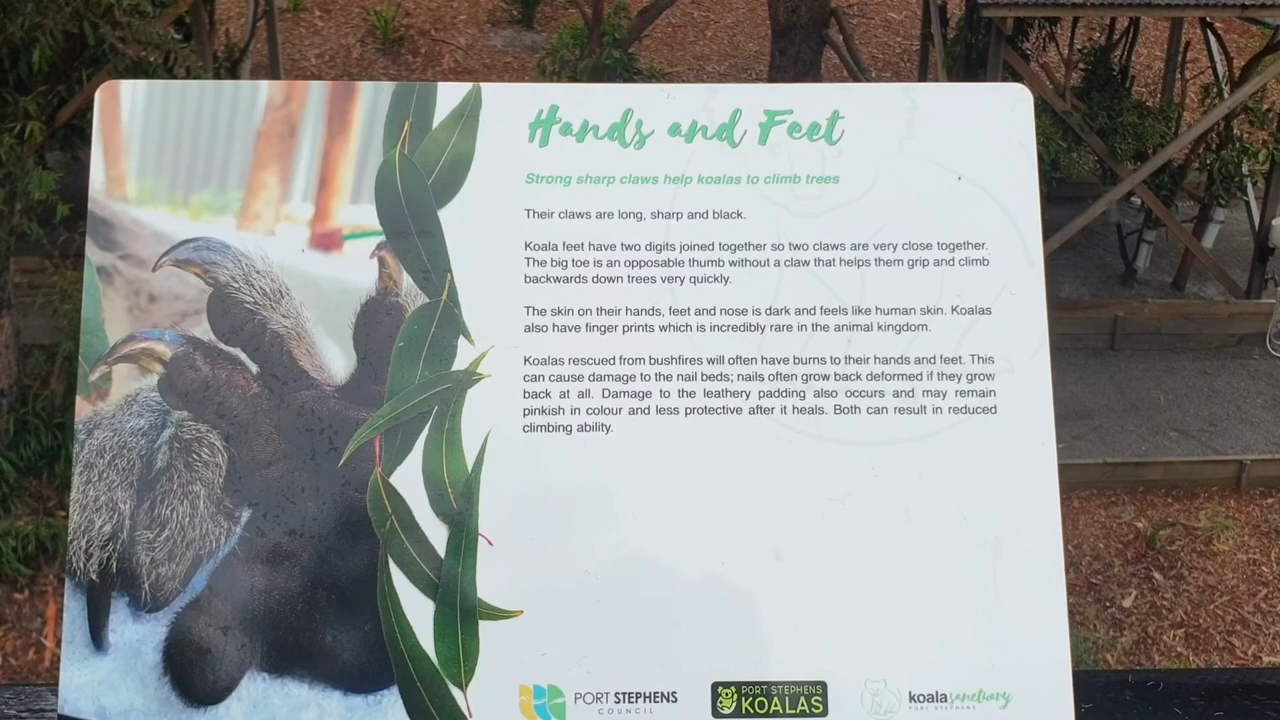 Hands and Feet
Strong sharp claws help koalas to climb trees
Their claws are long, sharp and black.
Koala feet have two digits joined together so two claws are very close together.
The big toe is an opposable thumb without a claw that helps them grip and climb
backwards down trees very quickly.
The skin on their hands, feet and nose is dark and feels like human skin. Koalas
also have finger prints which is incredibly rare in the animal kingdom.
Koalas rescued from bushfires will often have burns to their hands and feet. This
can cause damage to the nail beds; nails often grow back deformed if they grow
back at all. Damage to the leathery padding also occurs and may remain
pinkish in colour and less protective after it heals. Both can result in reduced
climbing ability.
PORT STEPHENS
COUNCIL
PORT STEPHENS
KOALAS
koala sanctuary
PORT STEPHENS